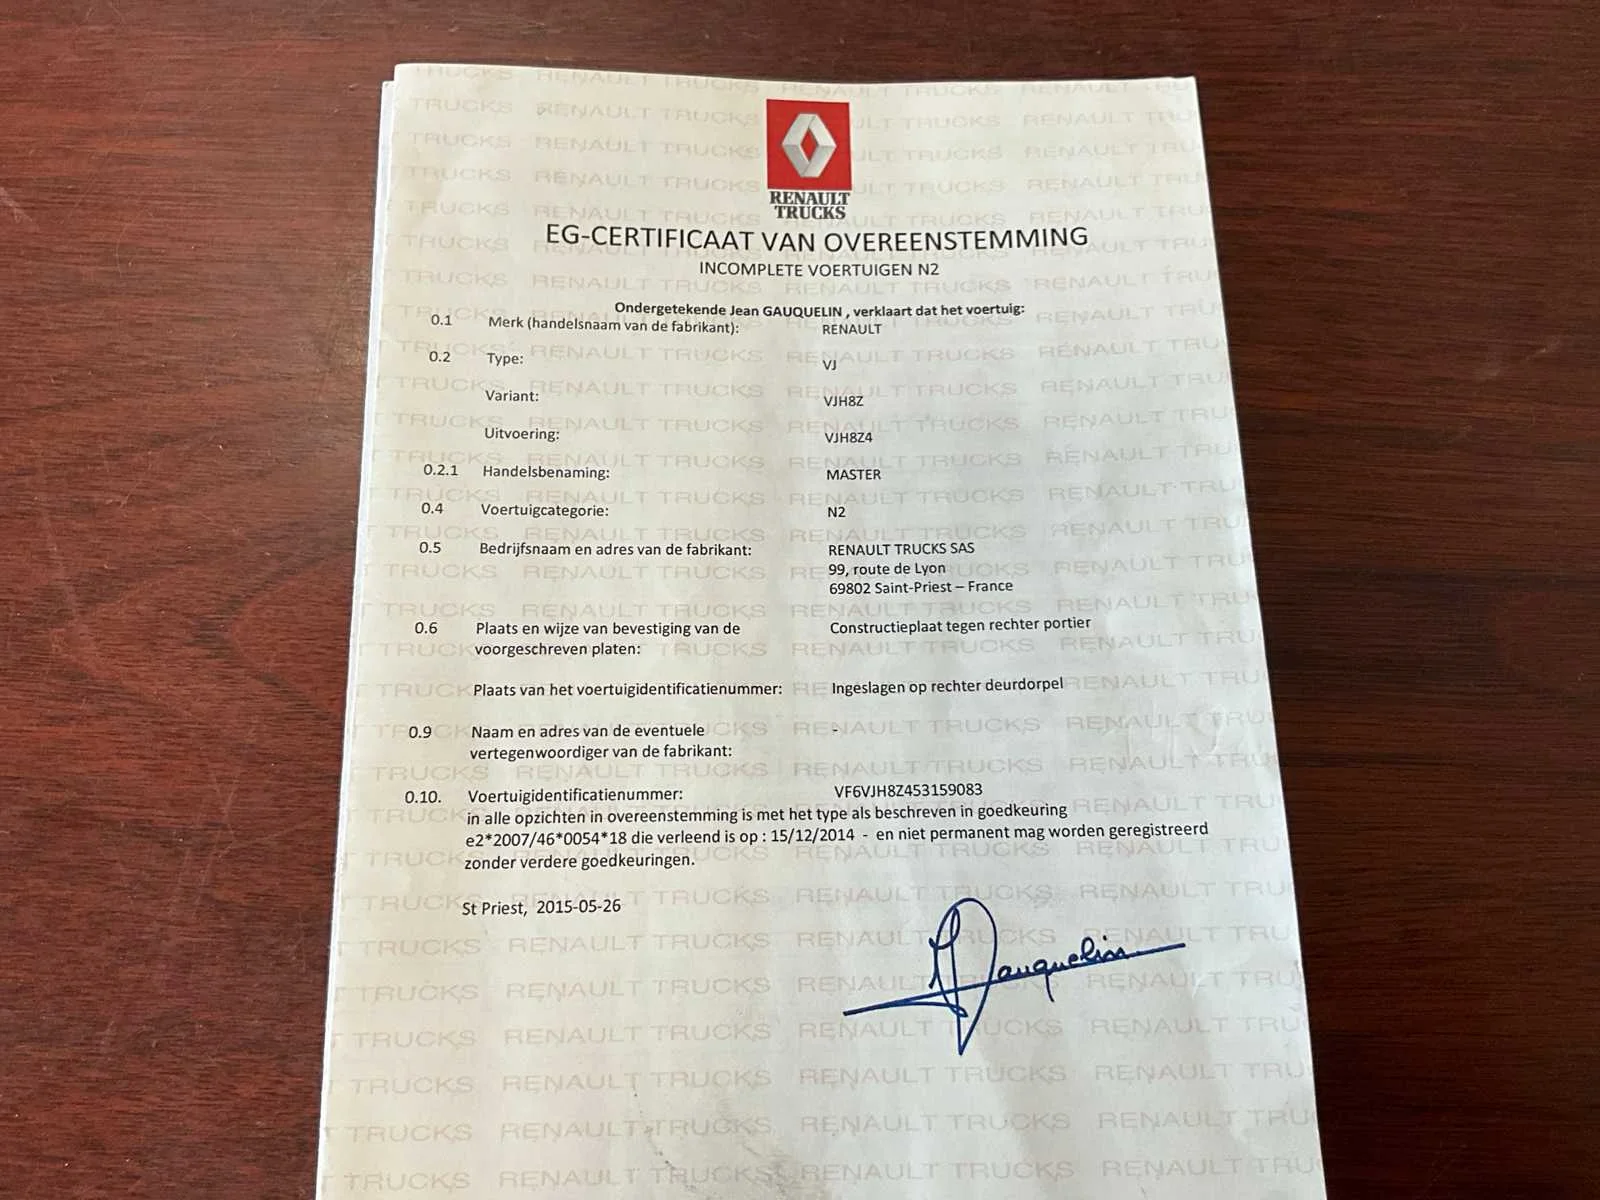 RENAULT
TRUCKS
EG-CERTIFICAAT VAN OVEREENSTEMMING
INCOMPLETE VOERTUIGEN N2
Ondergetekende Jean GAUQUELIN , verklaart dat het voertuig:
0.1 Merk (handelsnaam van de fabrikant): RENAULT
0.2 Type: VJ
Variant: VJH8Z
Uitvoering: VJH8Z4
0.2.1 Handelsbenaming: MASTER
0.4 Voertuigcategorie: N2
0.5 Bedrijfsnaam en adres van de fabrikant: RENAULT TRUCKS SAS
99, route de Lyon
69802 Saint-Priest – France
0.6 Plaats en wijze van bevestiging van de Constructieplaat tegen rechter portier
voorgeschreven platen:
Plaats van het voertuigidentificatienummer: Ingeslagen op rechter deurdorpel
0.9 Naam en adres van de eventuele -
vertegenwoordiger van de fabrikant:
0.10. Voertuigidentificatienummer: VF6VJH8Z453159083
in alle opzichten in overeenstemming is met het type als beschreven in goedkeuring
e2*2007/46*0054*18 die verleend is op : 15/12/2014 - en niet permanent mag worden geregistreerd
zonder verdere goedkeuringen.
St Priest, 2015-05-26
Gauquelin